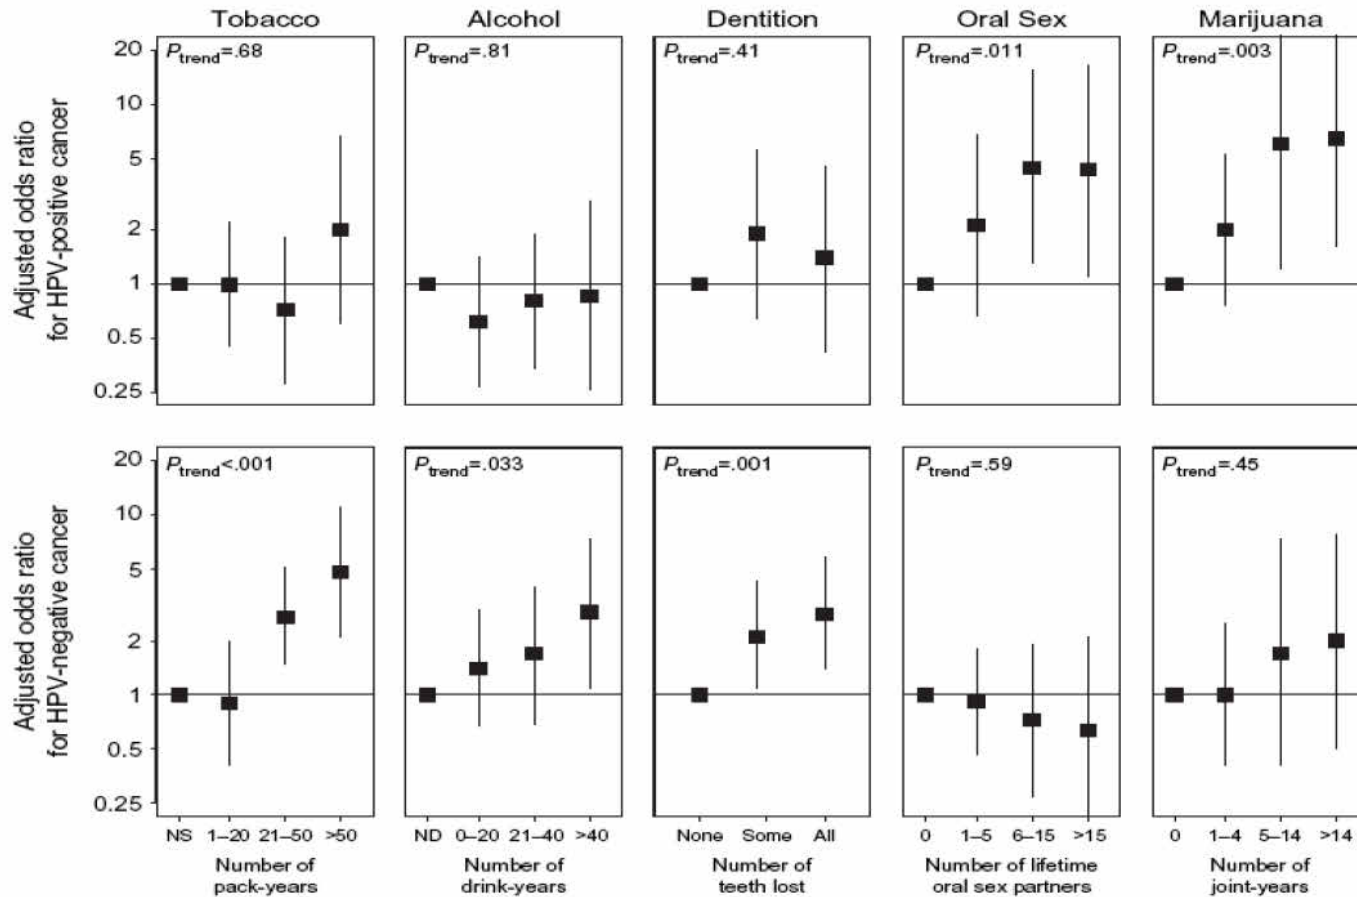 Tobacco
Alcohol
Dentition
Oral Sex
Marijuana
Adjusted odds ratio
for HPV-positive cancer
20
10
5
2
1
0.5
0.25
Ptrend=.68
Ptrend=.81
Ptrend=.41
Ptrend=.011
Ptrend=.003
Adjusted odds ratio
for HPV-negative cancer
20
10
5
2
1
0.5
0.25
Ptrend<.001
Ptrend=.033
Ptrend=.001
Ptrend=.59
Ptrend=.45
NS 1–20 21–50 >50
Number of
pack-years
ND 0–20 21–40 >40
Number of
drink-years
None Some All
Number of
teeth lost
0 1–5 6–15 >15
Number of lifetime
oral sex partners
0 1–4 5–14 >14
Number of
joint-years